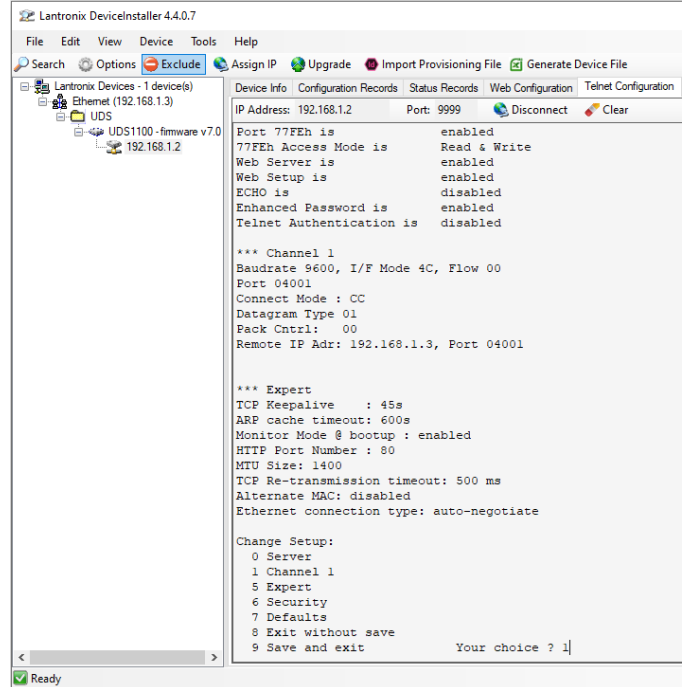 Lantronix DeviceInstaller 4.4.0.7
File Edit View Device Tools Help
Search Options Exclude Assign IP Upgrade Import Provisioning File Generate Device File
Lantronix Devices - 1 device(s)
Ethernet (192.168.1.3)
UDS
UDS1100 - firmware v7.0
192.168.1.2
Device Info Configuration Records Status Records Web Configuration Telnet Configuration
IP Address: 192.168.1.2 Port: 9999 Disconnect Clear
Port 77FEh is enabled
77FEh Access Mode is Read & Write
Web Server is enabled
Web Setup is enabled
ECHO is disabled
Enhanced Password is enabled
Telnet Authentication is disabled
*** Channel 1
Baudrate 9600, I/F Mode 4C, Flow 00
Port 04001
Connect Mode : CC
Datagram Type 01
Pack Cntrl: 00
Remote IP Adr: 192.168.1.3, Port 04001
*** Expert
TCP Keepalive : 45s
ARP cache timeout: 600s
Monitor Mode @ bootup : enabled
HTTP Port Number : 80
MTU Size: 1400
TCP Re-transmission timeout: 500 ms
Alternate MAC: disabled
Ethernet connection type: auto-negotiate
Change Setup:
0 Server
1 Channel 1
5 Expert
6 Security
7 Defaults
8 Exit without save
9 Save and exit Your choice ? 1
Ready